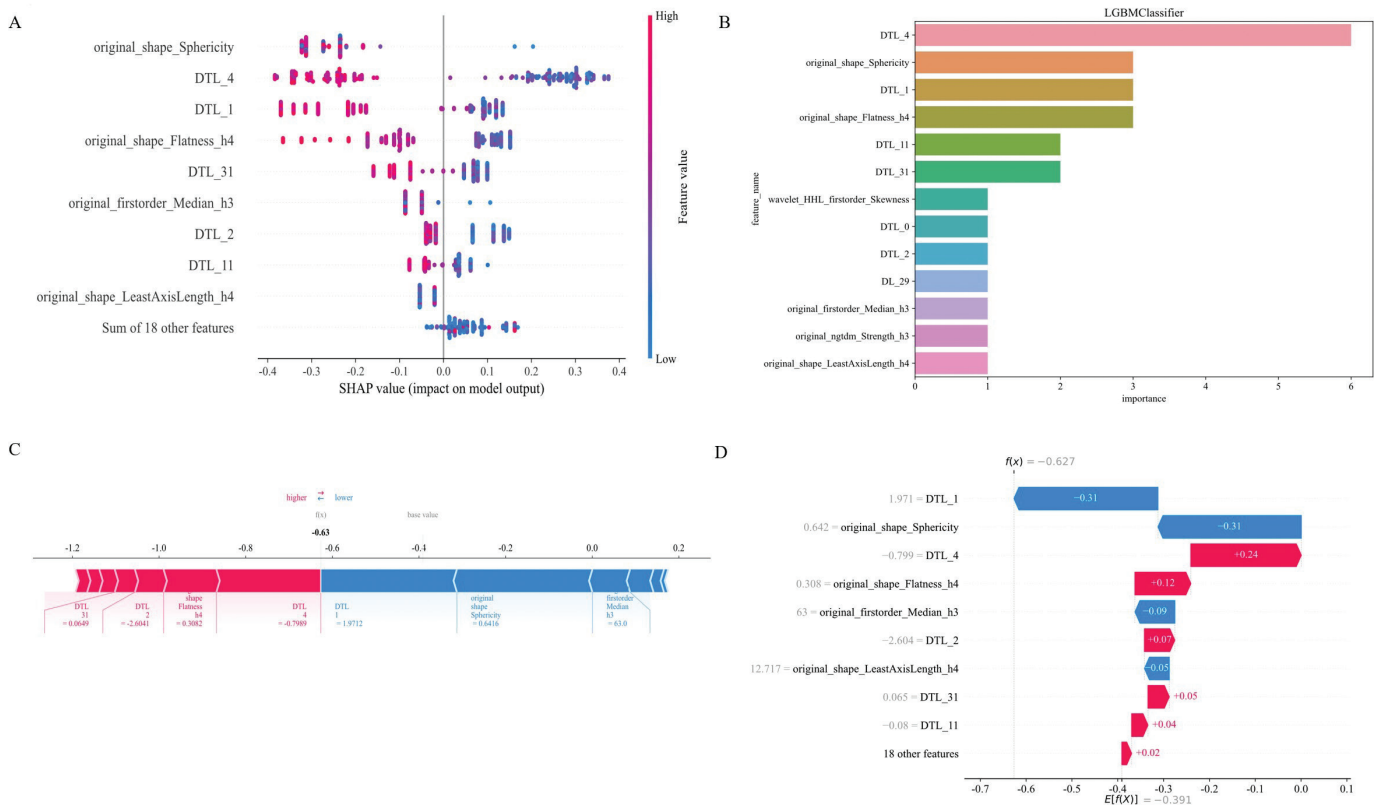 A
High
original_shape_Sphericity
DTL_4
DTL_1
original_shape_Flatness_h4
DTL_31
original_firstorder_Median_h3
DTL_2
DTL_11
original_shape_LeastAxisLength_h4
Sum of 18 other features
Feature value
Low
-0.4 -0.3 -0.2 -0.1 0.0 0.1 0.2 0.3 0.4
SHAP value (impact on model output)
B
LGBMClassifier
DTL_4
original_shape_Sphericity
DTL_1
original_shape_Flatness_h4
DTL_11
DTL_31
wavelet_HHL_firstorder_Skewness
DTL_0
DTL_2
DL_29
original_firstorder_Median_h3
original_ngtdm_Strength_h3
original_shape_LeastAxisLength_h4
feature_name
0 1 2 3 4 5 6
importance
C
higher → ← lower
f(x) base value
-0.63
-1.2 -1.0 -0.8 -0.6 -0.4 -0.2 0.0 0.2
DTL
31
= 0.0649
DTL
2
= -2.6041
shape
Flatness
h4
= 0.3082
DTL
4
= -0.7989
DTL
1
= 1.9712
original
shape
Sphericity
= 0.6416
firstorder
Median
h3
= 63.0
D
f(x) = −0.627
1.971 = DTL_1 −0.31
0.642 = original_shape_Sphericity −0.31
−0.799 = DTL_4 +0.24
0.308 = original_shape_Flatness_h4 +0.12
63 = original_firstorder_Median_h3 −0.09
−2.604 = DTL_2 +0.07
12.717 = original_shape_LeastAxisLength_h4 −0.05
0.065 = DTL_31 +0.05
−0.08 = DTL_11 +0.04
18 other features +0.02
-0.7 -0.6 -0.5 -0.4 -0.3 -0.2 -0.1 0.0 0.1
E[f(X)] = −0.391